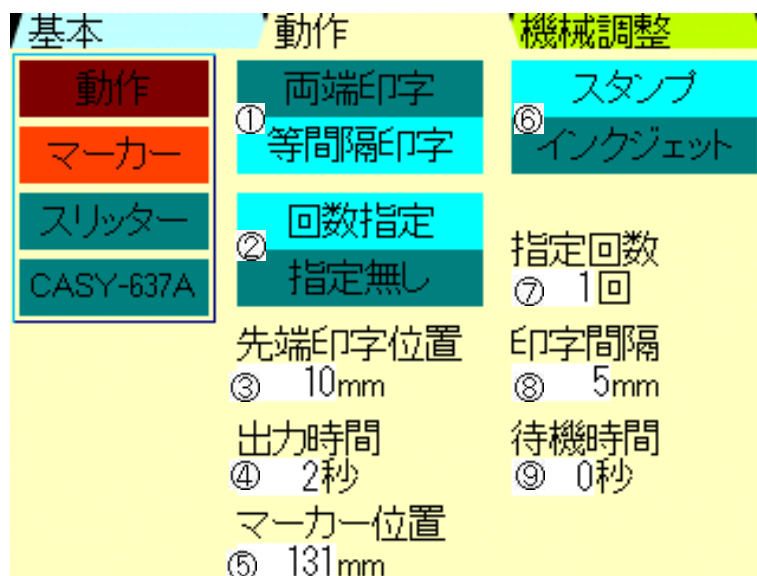 基本
動作
機械調整
動作
マーカー
スリッター
CASY-637A
① 両端印字
等間隔印字
② 回数指定
指定無し
先端印字位置
③ 10mm
出力時間
④ 2秒
マーカー位置
⑤ 131mm
⑥ スタンプ
インクジェット
指定回数
⑦ 1回
印字間隔
⑧ 5mm
待機時間
⑨ 0秒